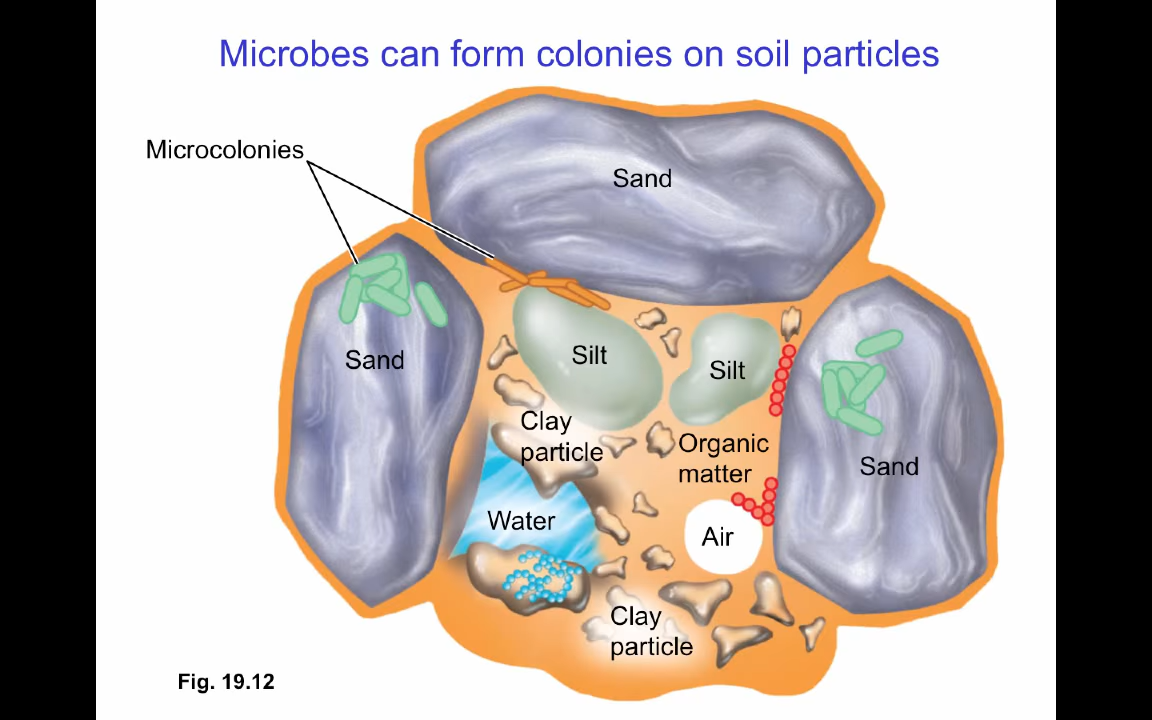 Microbes can form colonies on soil particles
Microcolonies
Sand
Sand
Silt
Silt
Clay
particle
Organic
matter
Sand
Water
Air
Clay
particle
Fig. 19.12